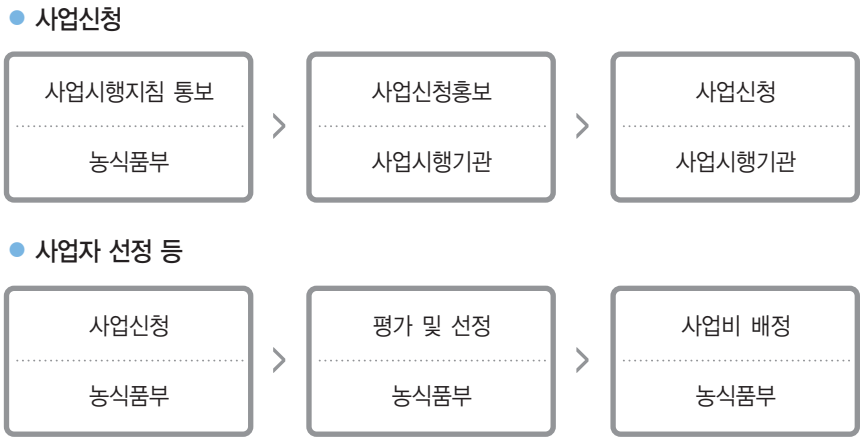 사업신청
사업시행지침 통보
농식품부
사업신청홍보
사업시행기관
사업신청
사업시행기관
사업자 선정 등
사업신청
농식품부
평가 및 선정
농식품부
사업비 배정
농식품부